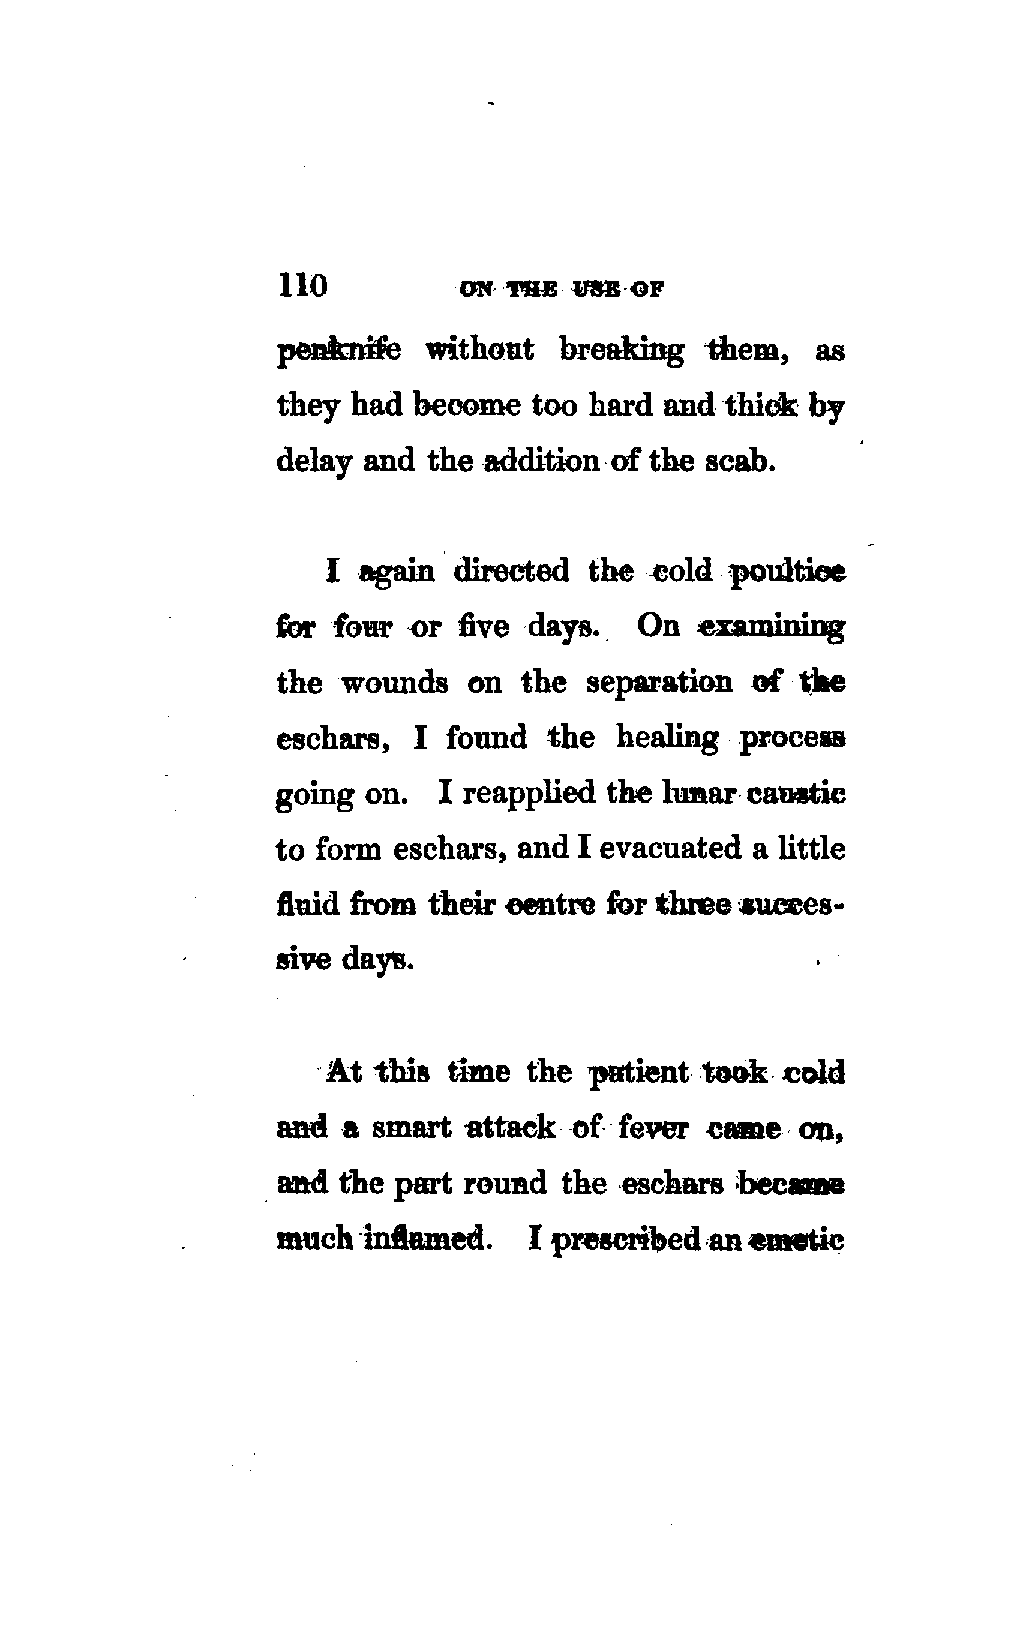 110 ON THE USE OF
penknife without breaking them, as
they had become too hard and thick by
delay and the addition of the scab.
I again directed the cold poultice
for four or five days. On examining
the wounds on the separation of the
eschars, I found the healing process
going on. I reapplied the lunar caustic
to form eschars, and I evacuated a little
fluid from their centre for three succes-
sive days.
At this time the patient took cold
and a smart attack of fever came on,
and the part round the eschars became
much inflamed. I prescribed an emetic